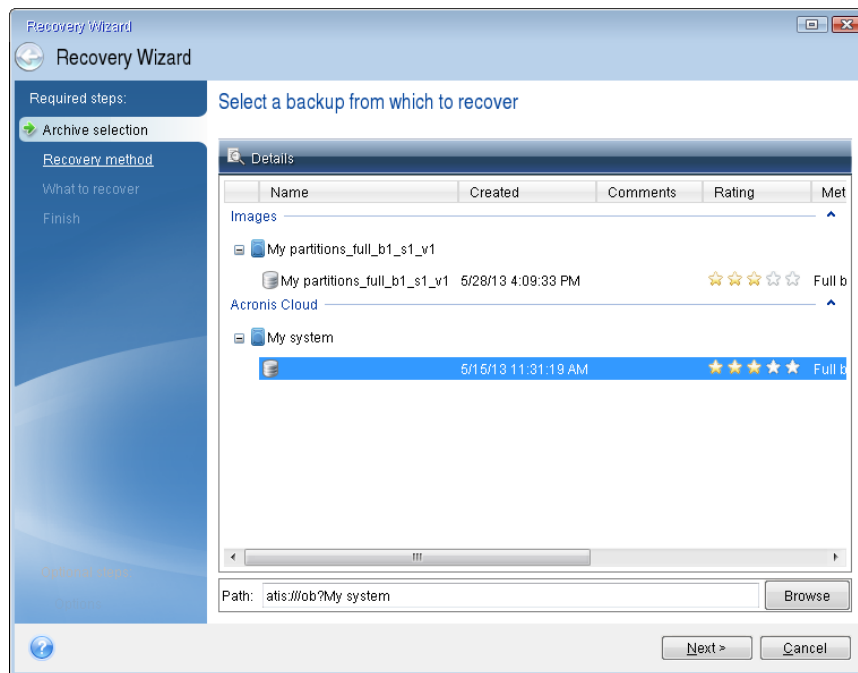 Recovery Wizard
Recovery Wizard
Required steps:
Archive selection
Recovery method
What to recover
Finish
Select a backup from which to recover
Details
Name Created Comments Rating Met
Images
My partitions_full_b1_s1_v1
My partitions_full_b1_s1_v1 5/28/13 4:09:33 PM Full b
Acronis Cloud
My system
5/15/13 11:31:19 AM Full b
Path: atis:///ob?My system
Browse
Next >
Cancel